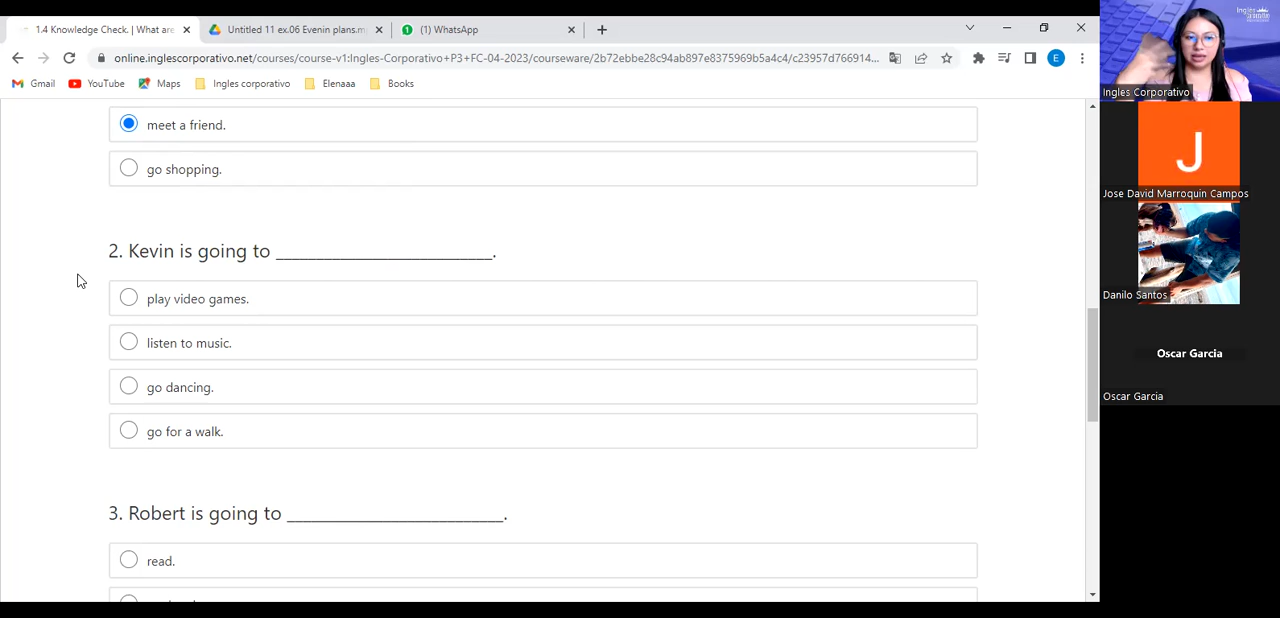 1.4 Knowledge Check. | What are
Untitled 11 ex.06 Evenin plans.m
1
(1) WhatsApp
online.inglescorporativo.net/courses/course-v1:Ingles-Corporativo+P3+FC-04-2023/courseware/2b72ebbe28c94ab897e8375969b5a4c4/c23957d766914...
E
Gmail
YouTube
Maps
Ingles corporativo
Elenaaa
Books
meet a friend.
go shopping.
2. Kevin is going to ________________________.
play video games.
listen to music.
go dancing.
go for a walk.
3. Robert is going to ________________________.
read.
Ingles Corporativo
J
Jose David Marroquin Campos
Danilo Santos
Oscar Garcia
Oscar Garcia